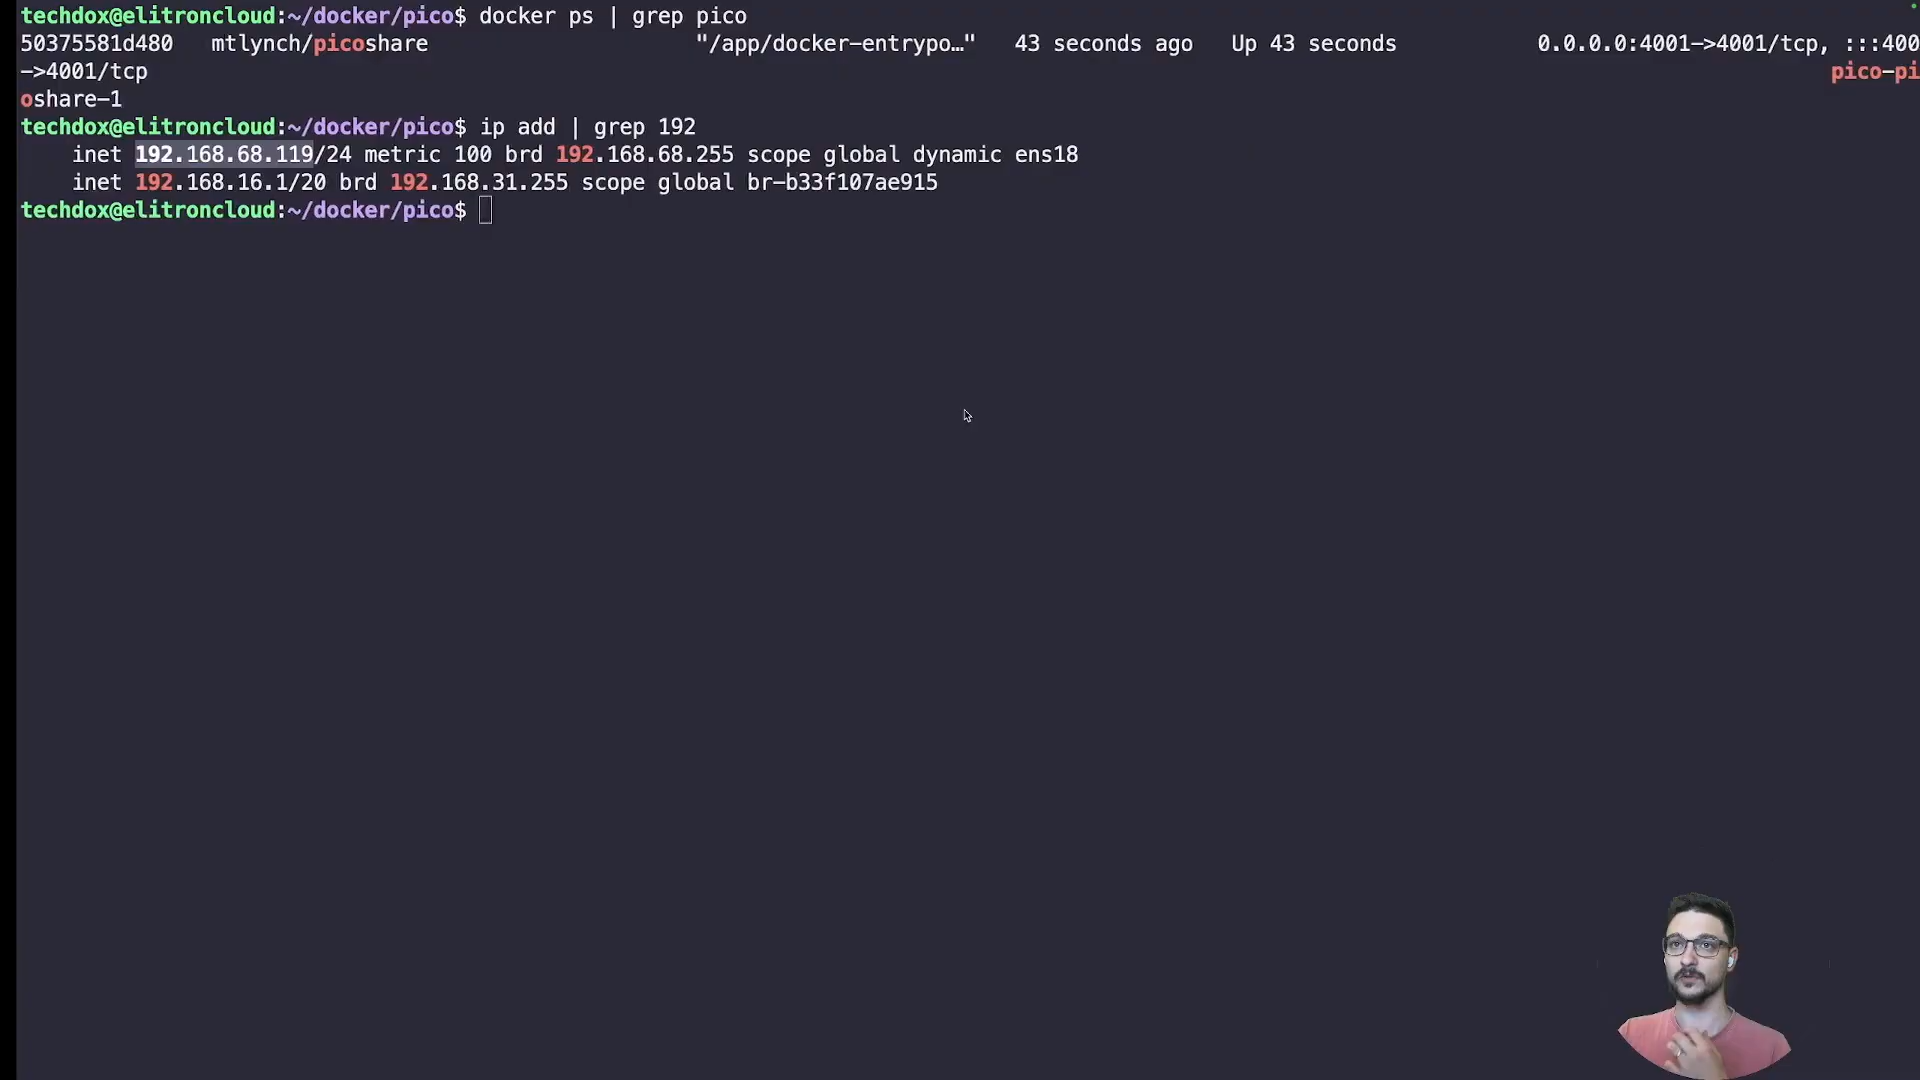 techdox@elitroncloud:~/docker/pico$ docker ps | grep pico
50375581d480   mtlynch/picoshare                     "/app/docker-entrypo…"   43 seconds ago   Up 43 seconds           0.0.0.0:4001->4001/tcp, :::400
->4001/tcp                                                                                                                                    pico-pi
oshare-1
techdox@elitroncloud:~/docker/pico$ ip add | grep 192
    inet 192.168.68.119/24 metric 100 brd 192.168.68.255 scope global dynamic ens18
    inet 192.168.16.1/20 brd 192.168.31.255 scope global br-b33f107ae915
techdox@elitroncloud:~/docker/pico$